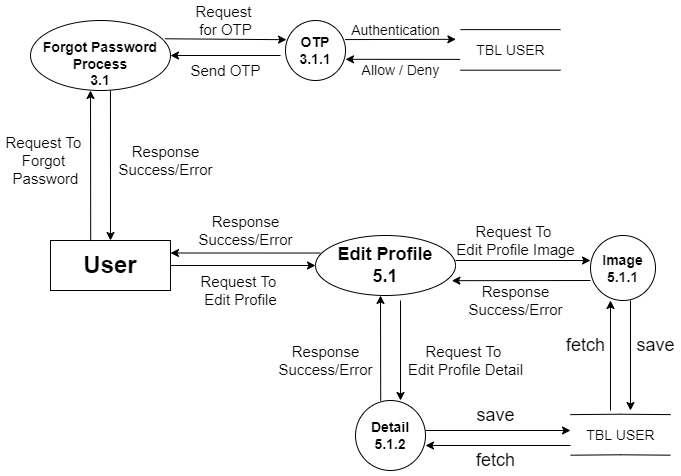 Request
for OTP
Forgot Password
Process
3.1
OTP
3.1.1
Authentication
TBL USER
Send OTP
Allow / Deny
Request To
Forgot
Password
Response
Success/Error
User
Response
Success/Error
Request To
Edit Profile
Edit Profile
5.1
Request To
Edit Profile Image
Response
Success/Error
Image
5.1.1
fetch
save
Response
Success/Error
Request To
Edit Profile Detail
Detail
5.1.2
save
fetch
TBL USER